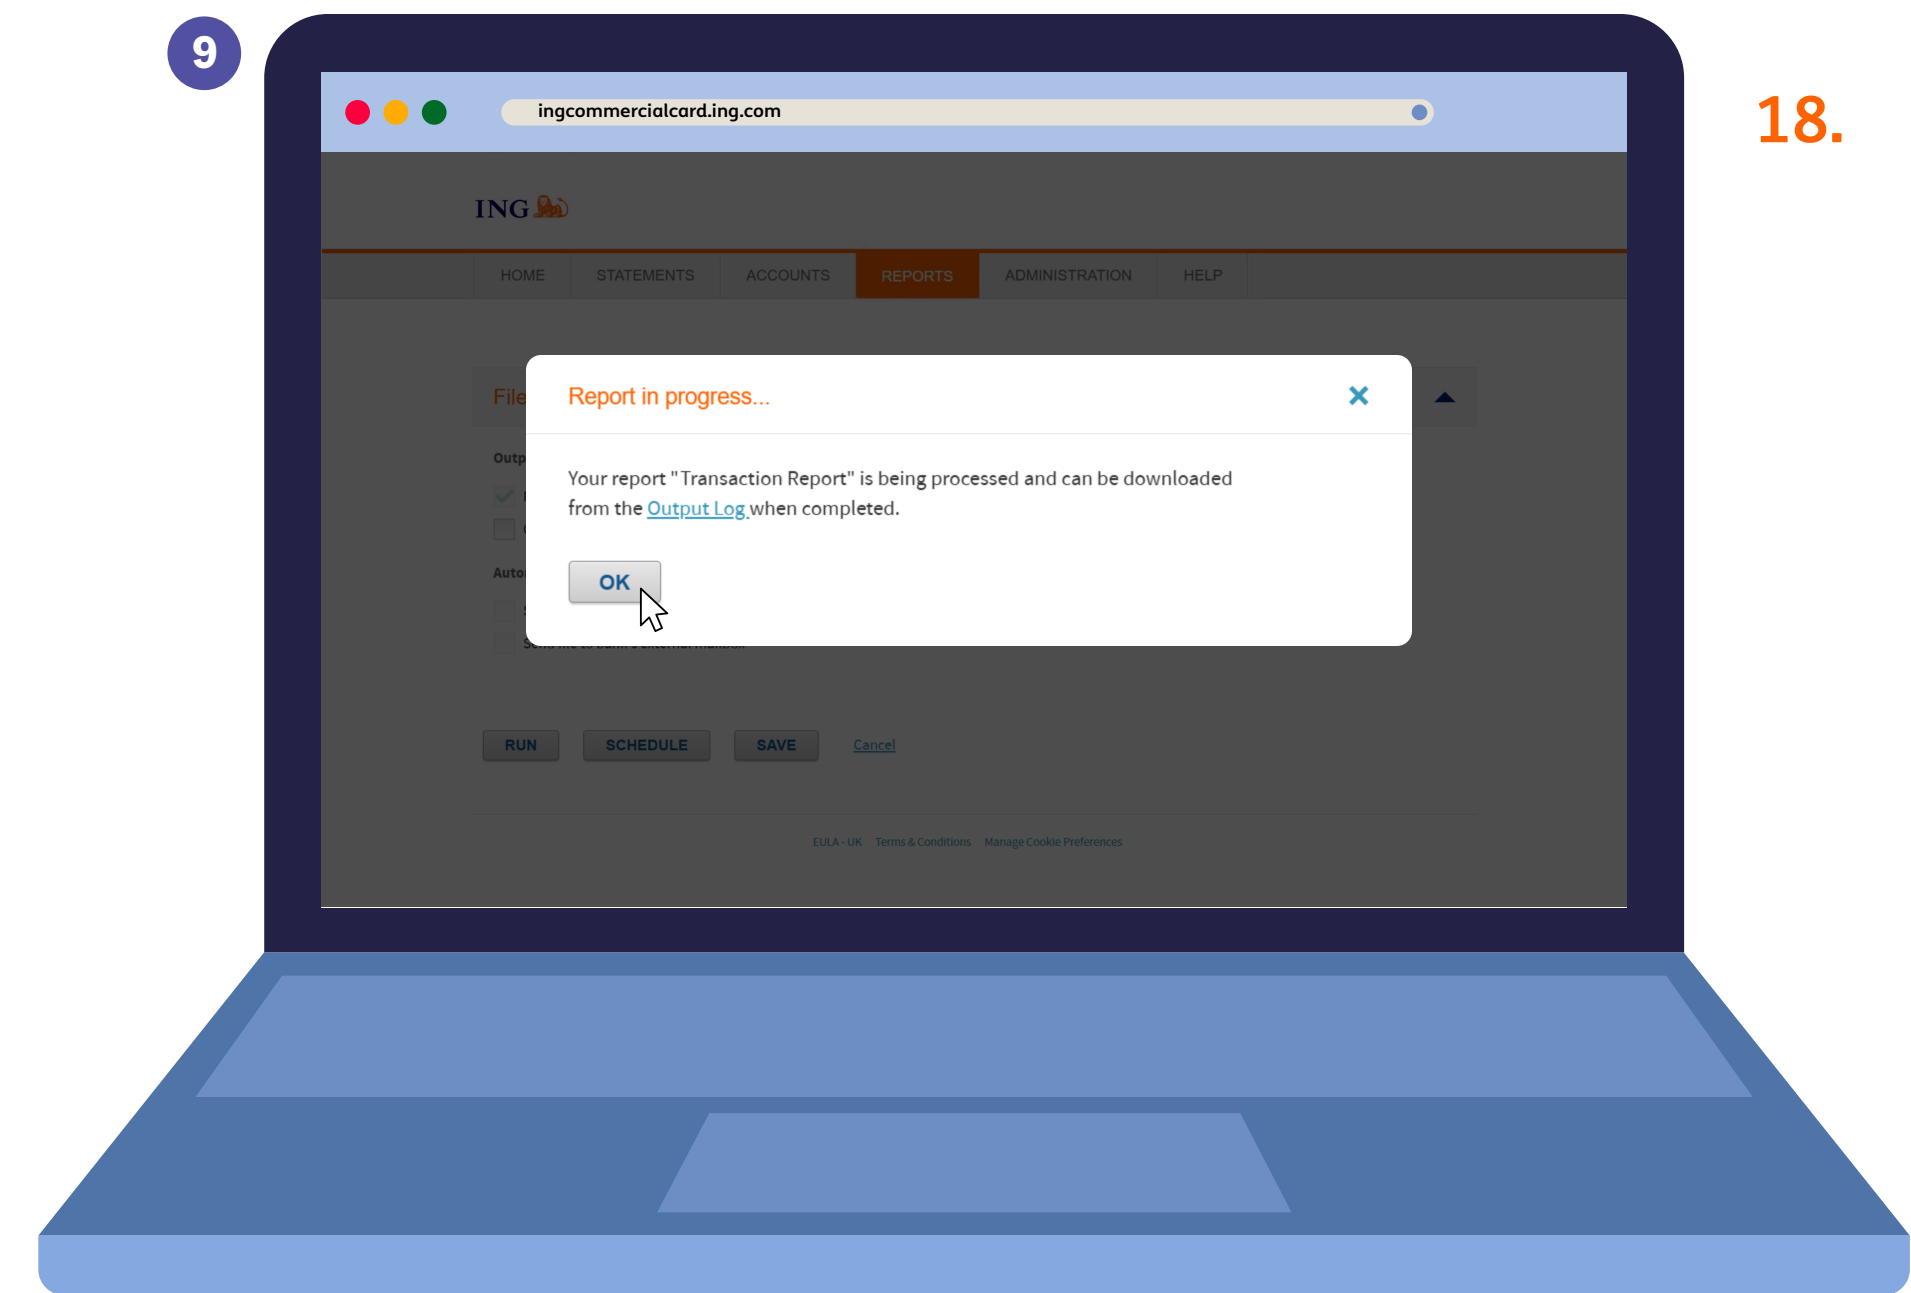 9
ingcommercialcard.ing.com
18.
ING
HOME STATEMENTS ACCOUNTS REPORTS ADMINISTRATION HELP
File
Report in progress...
Your report "Transaction Report" is being processed and can be downloaded
from the Output Log when completed.
OK
RUN SCHEDULE SAVE Cancel
EULA - UK Terms & Conditions Manage Cookie Preferences